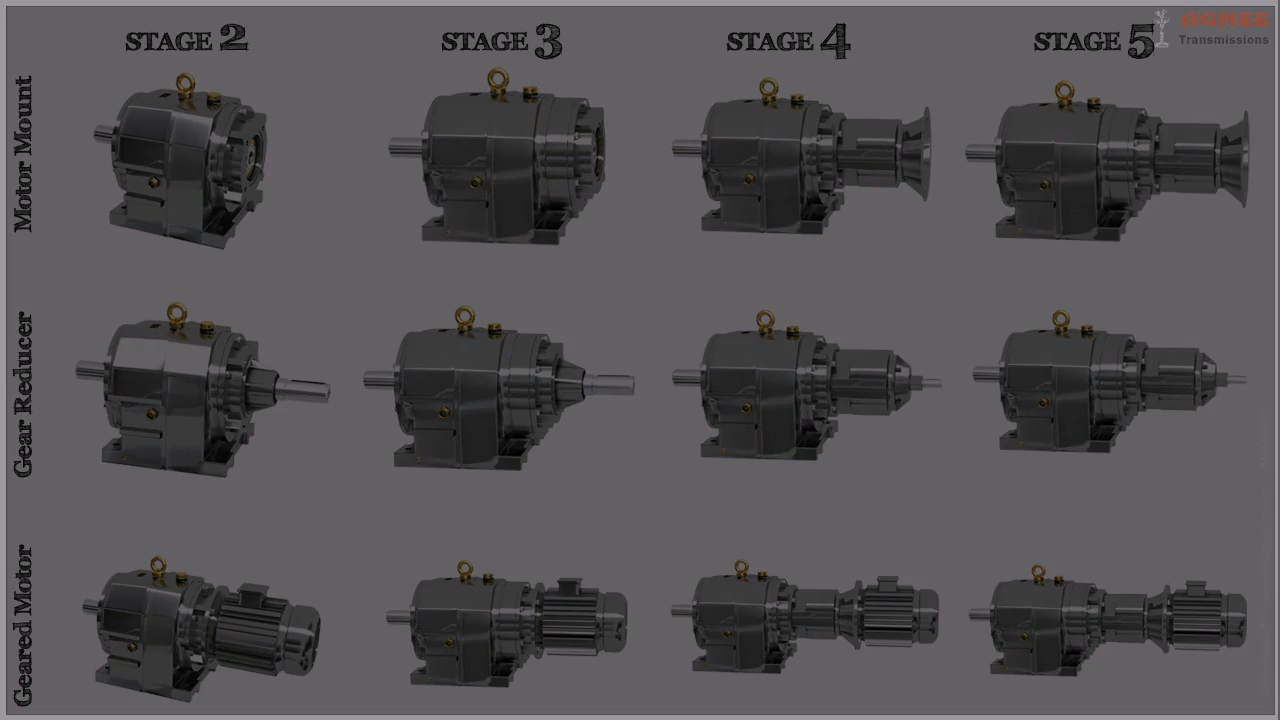 STAGE 2
STAGE 3
STAGE 4
STAGE 5
AGNEE
Transmissions
Motor Mount
Gear Reducer
Geared Motor